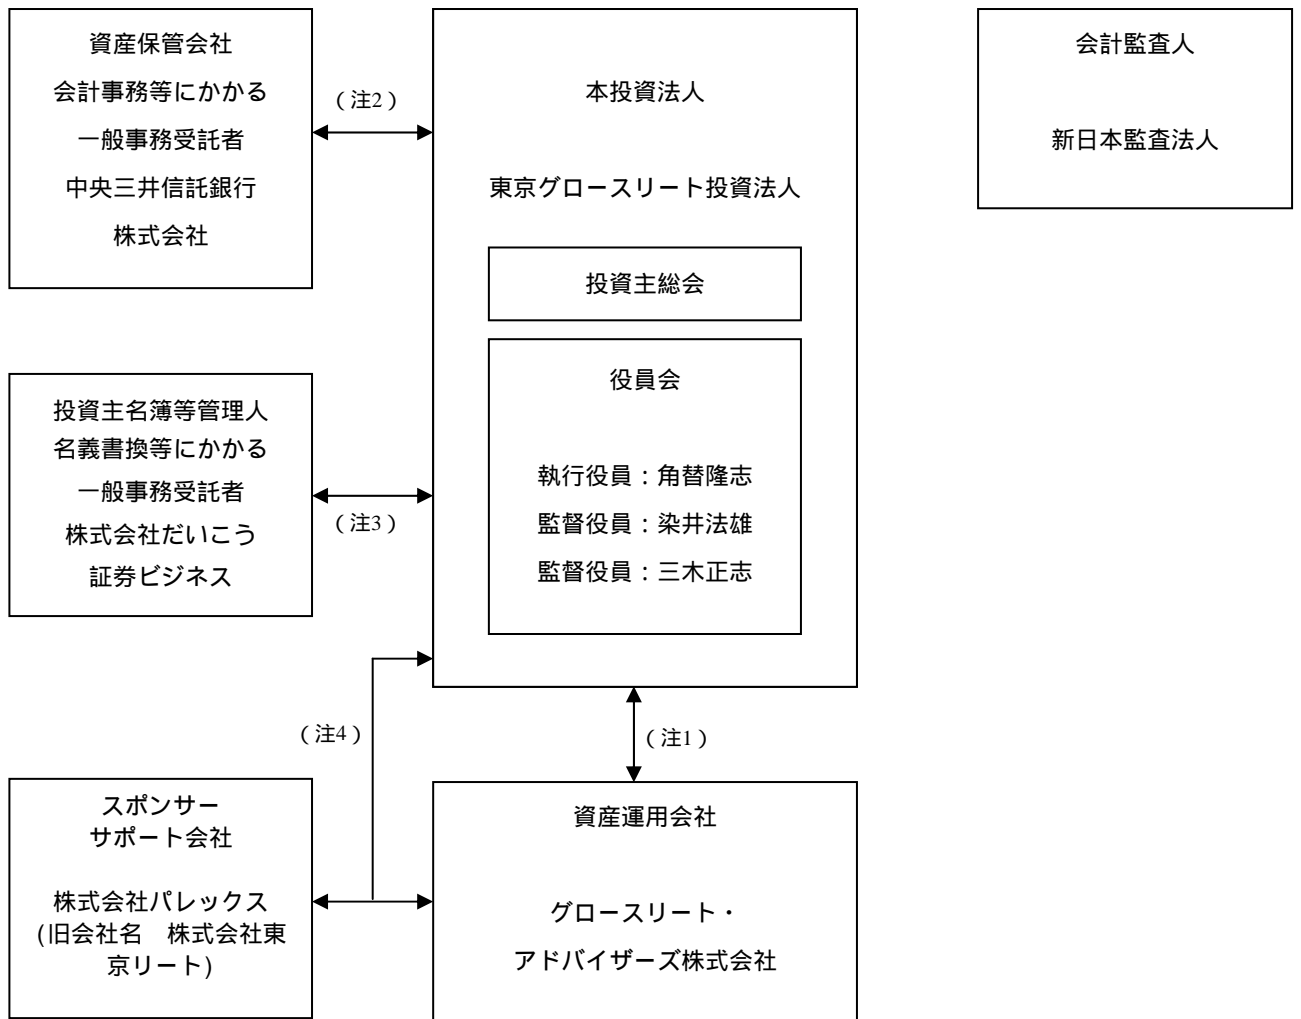 資産保管会社
会計事務等にかかる
一般事務受託者
中央三井信託銀行
株式会社
（注2）
本投資法人
東京グロースリート投資法人
投資主総会
役員会
執行役員：角替隆志
監督役員：染井法雄
監督役員：三木正志
会計監査人
新日本監査法人
投資主名簿等管理人
名義書換等にかかる
一般事務受託者
株式会社だいこう
証券ビジネス
（注3）
（注4）
（注1）
スポンサー
サポート会社
株式会社パレックス
(旧会社名　株式会社東
京リート)
資産運用会社
グロースリート・
アドバイザーズ株式会社